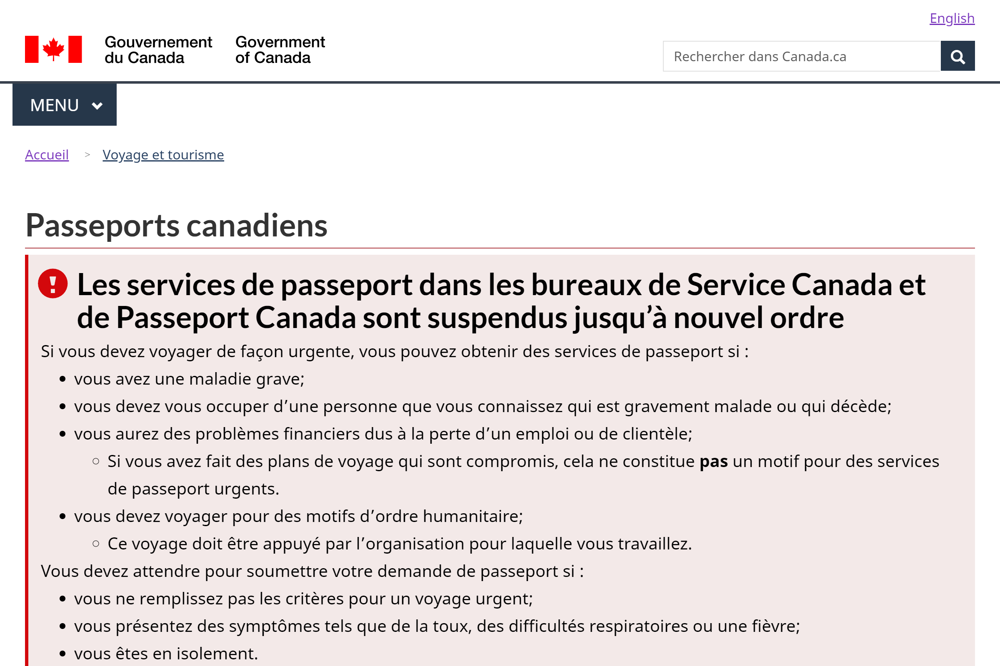 English
Gouvernement
du Canada
Government
of Canada
Rechercher dans Canada.ca
MENU
Accueil > Voyage et tourisme
Passeports canadiens
Les services de passeport dans les bureaux de Service Canada et
de Passeport Canada sont suspendus jusqu’à nouvel ordre
Si vous devez voyager de façon urgente, vous pouvez obtenir des services de passeport si :
• vous avez une maladie grave;
• vous devez vous occuper d’une personne que vous connaissez qui est gravement malade ou qui décède;
• vous aurez des problèmes financiers dus à la perte d’un emploi ou de clientèle;
◦ Si vous avez fait des plans de voyage qui sont compromis, cela ne constitue pas un motif pour des services
de passeport urgents.
• vous devez voyager pour des motifs d’ordre humanitaire;
◦ Ce voyage doit être appuyé par l’organisation pour laquelle vous travaillez.
Vous devez attendre pour soumettre votre demande de passeport si :
• vous ne remplissez pas les critères pour un voyage urgent;
• vous présentez des symptômes tels que de la toux, des difficultés respiratoires ou une fièvre;
• vous êtes en isolement.